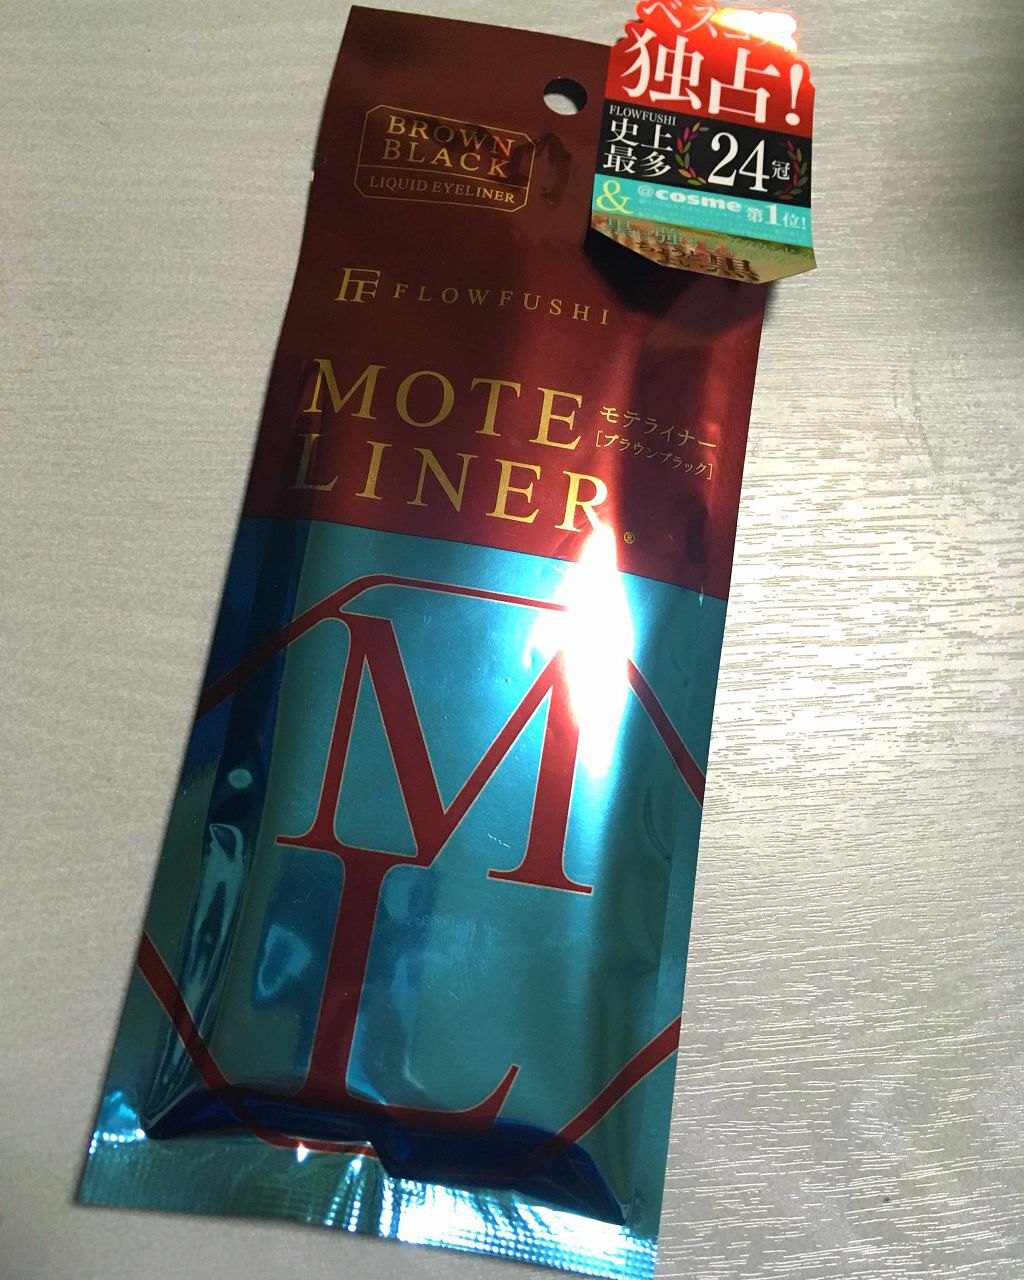 ベスコス
独占!
FLOWFUSHI
史上
最多
24冠
& @cosme 第1位!
BROWN
BLACK
LIQUID EYELINER
FLOWFUSHI
MOTE
LINER®
モテライナー
[ブラウンブラック]
ML